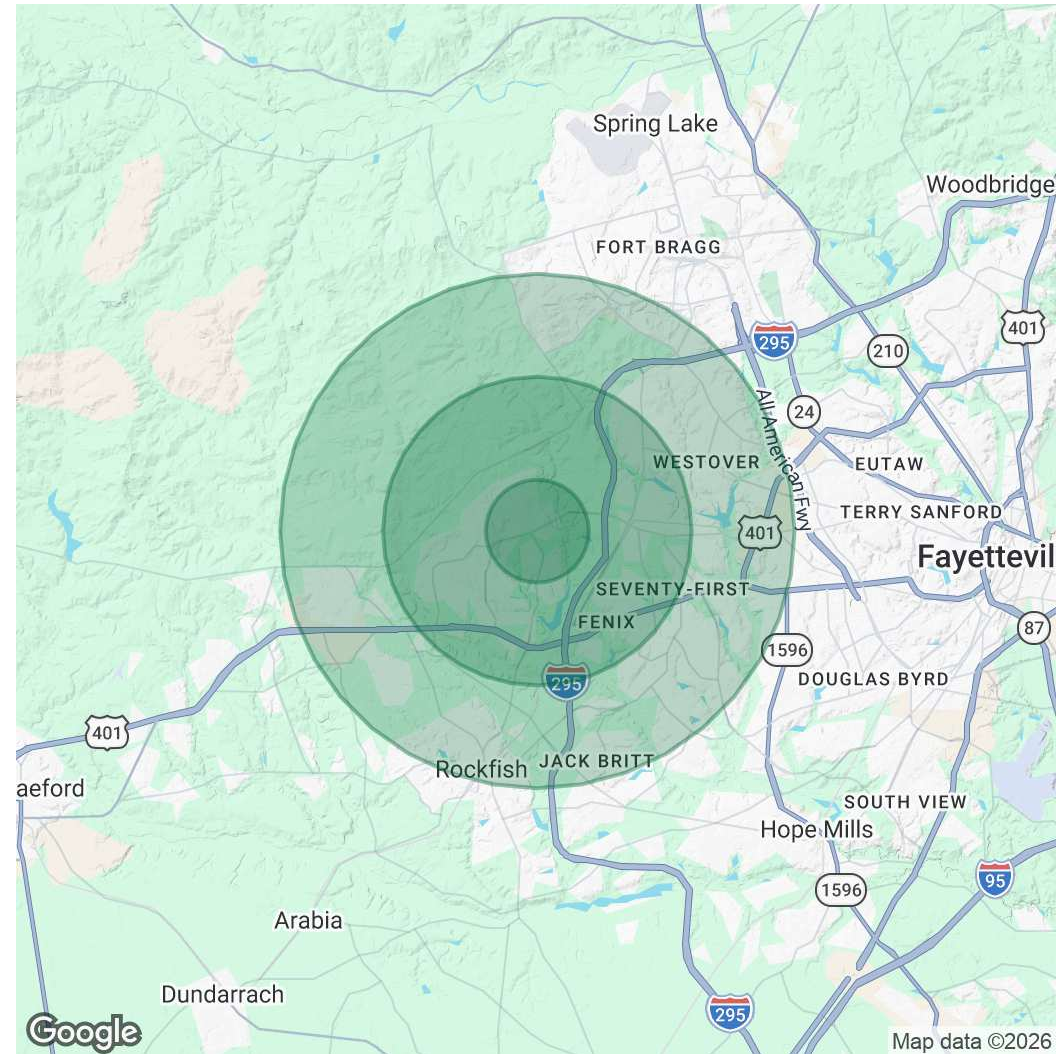 Spring Lake
Woodbridge
FORT BRAGG
401
295
210
24
All American Fwy
WESTOVER
EUTAW
TERRY SANFORD
401
Fayettevil
SEVENTY-FIRST
FENIX
87
1596
295
DOUGLAS BYRD
401
JACK BRITT
Rockfish
aeford
SOUTH VIEW
Hope Mills
95
1596
Arabia
Dundarrach
295
Google
Map data ©2026